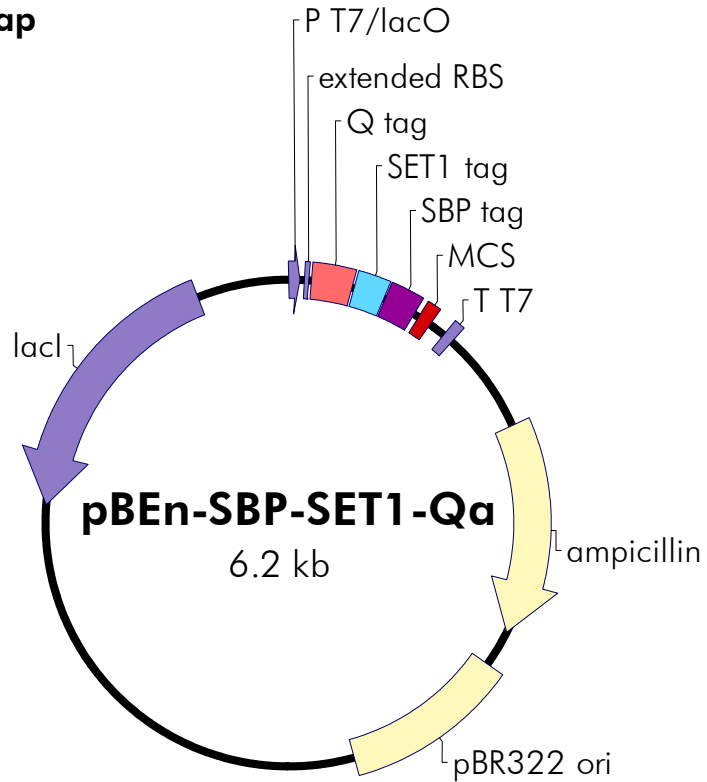 ap
P T7/lacO
extended RBS
Q tag
SET1 tag
SBP tag
MCS
T T7
lacI
pBEn-SBP-SET1-Qa
6.2 kb
ampicillin
pBR322 ori